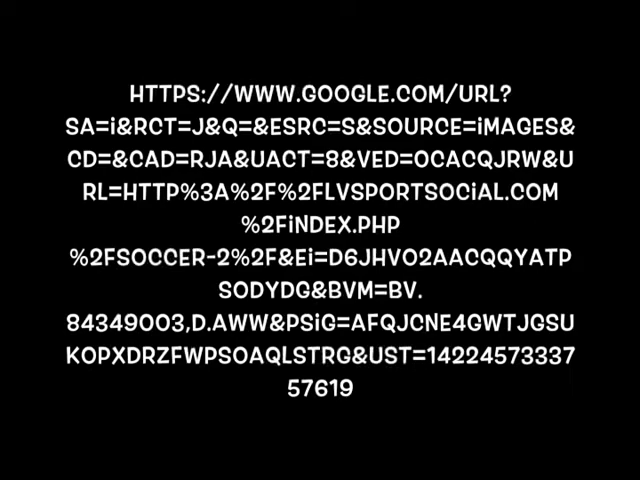 HTTPS://WWW.GOOGLE.COM/URL?
SA=i&RCT=J&Q=&ESRC=S&SOURCE=iMAGES&
CD=&CAD=RJA&UACT=8&VED=0CACQJRW&U
RL=HTTP%3A%2F%2FLVSPORTSOCiAL.COM
%2FiNDEX.PHP
%2FSOCCER-2%2F&Ei=D6JHVO2AACQQYATP
SODYDG&BVM=BV.
84349003,D.AWW&PSiG=AFQJCNE4GWTJGSU
KOPXDRZFWPSOAQLSTRG&UST=14224573337
57619